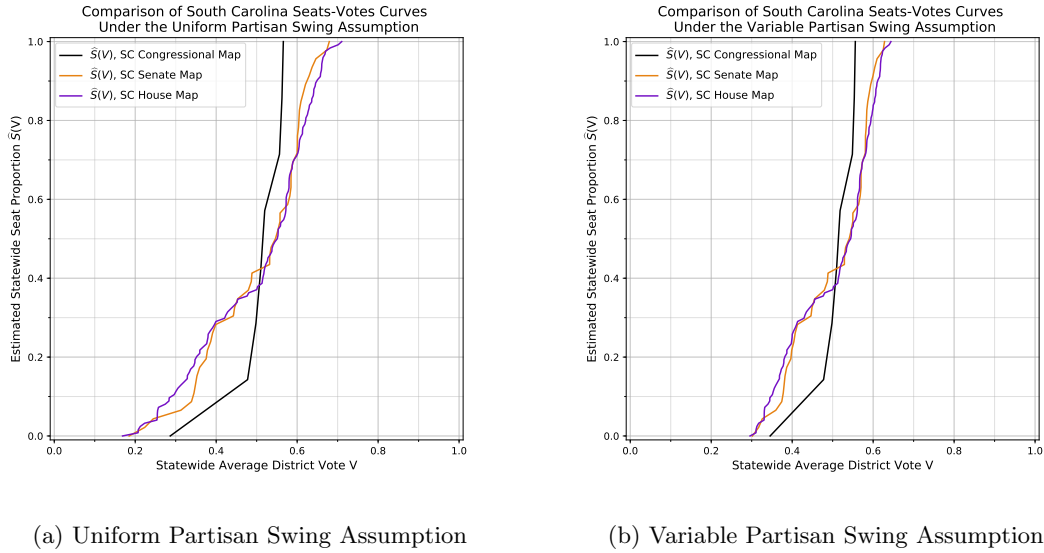 Comparison of South Carolina Seats-Votes Curves
Under the Uniform Partisan Swing Assumption
1.0
0.8
0.6
0.4
0.2
0.0
Estimated Statewide Seat Proportion Ŝ(V)
Ŝ(V), SC Congressional Map
Ŝ(V), SC Senate Map
Ŝ(V), SC House Map
0.0 0.2 0.4 0.6 0.8 1.0
Statewide Average District Vote V
(a) Uniform Partisan Swing Assumption
Comparison of South Carolina Seats-Votes Curves
Under the Variable Partisan Swing Assumption
1.0
0.8
0.6
0.4
0.2
0.0
Estimated Statewide Seat Proportion Ŝ(V)
Ŝ(V), SC Congressional Map
Ŝ(V), SC Senate Map
Ŝ(V), SC House Map
0.0 0.2 0.4 0.6 0.8 1.0
Statewide Average District Vote V
(b) Variable Partisan Swing Assumption